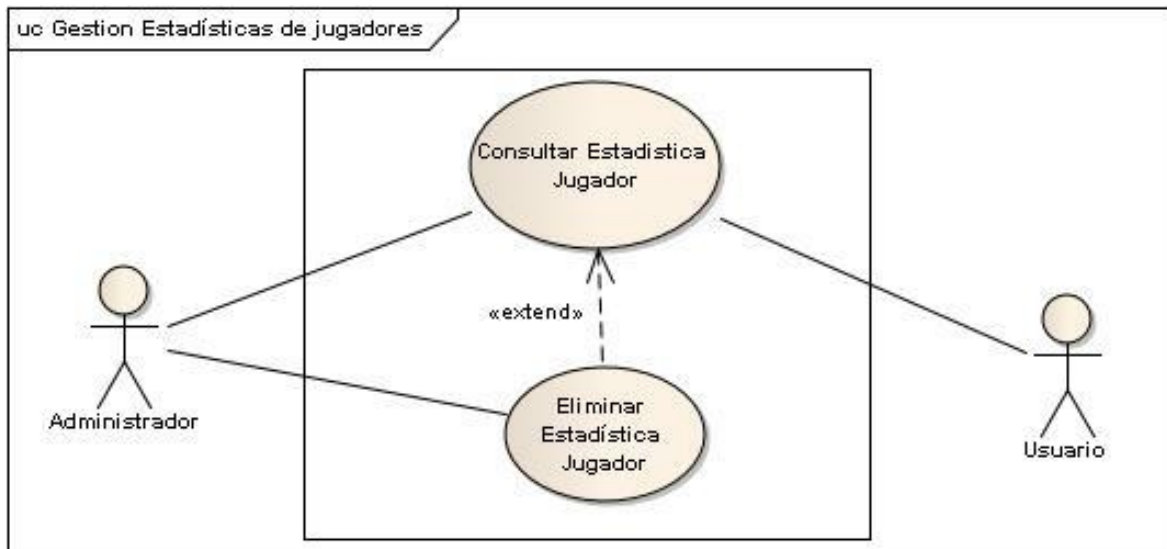 uc Gestion Estadísticas de jugadores
Consultar Estadistica
Jugador
«extend»
Eliminar
Estadística
Jugador
Administrador
Usuario